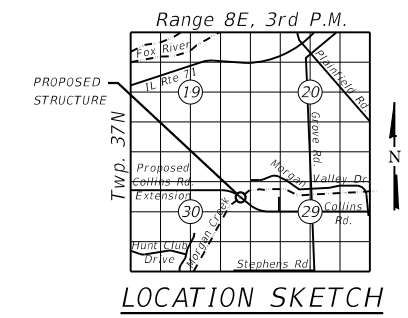 Range 8E, 3rd P.M.
Fox River
IL Rte 71
Plainfield Rd.
PROPOSED
STRUCTURE
19
20
Twp. 37N
Grove Rd.
N
Proposed
Collins Rd.
Extension
Morgan
Valley Dr.
30
29
Collins
Rd.
Morgan Creek
Hunt Club
Drive
Stephens Rd.
LOCATION SKETCH